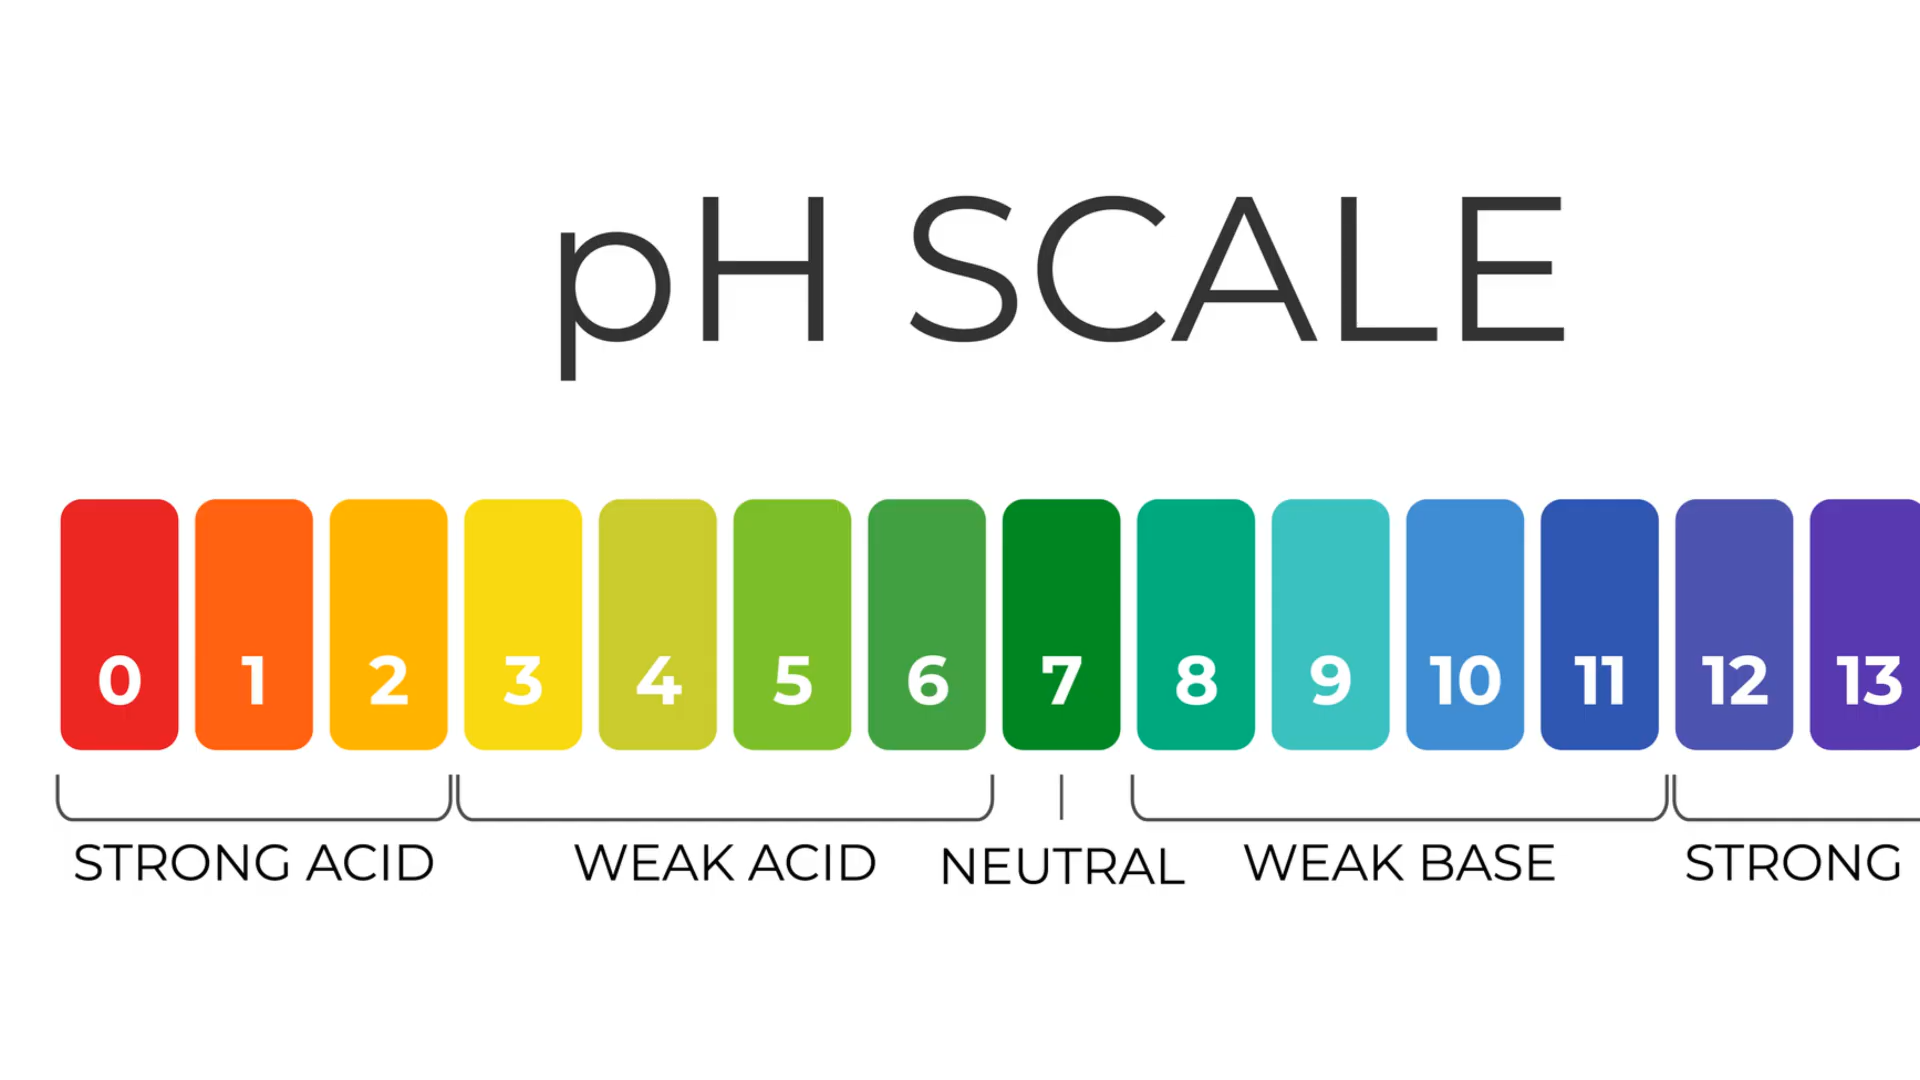 pH SCALE
0 1 2 3 4 5 6 7 8 9 10 11 12 13
STRONG ACID WEAK ACID NEUTRAL WEAK BASE STRONG